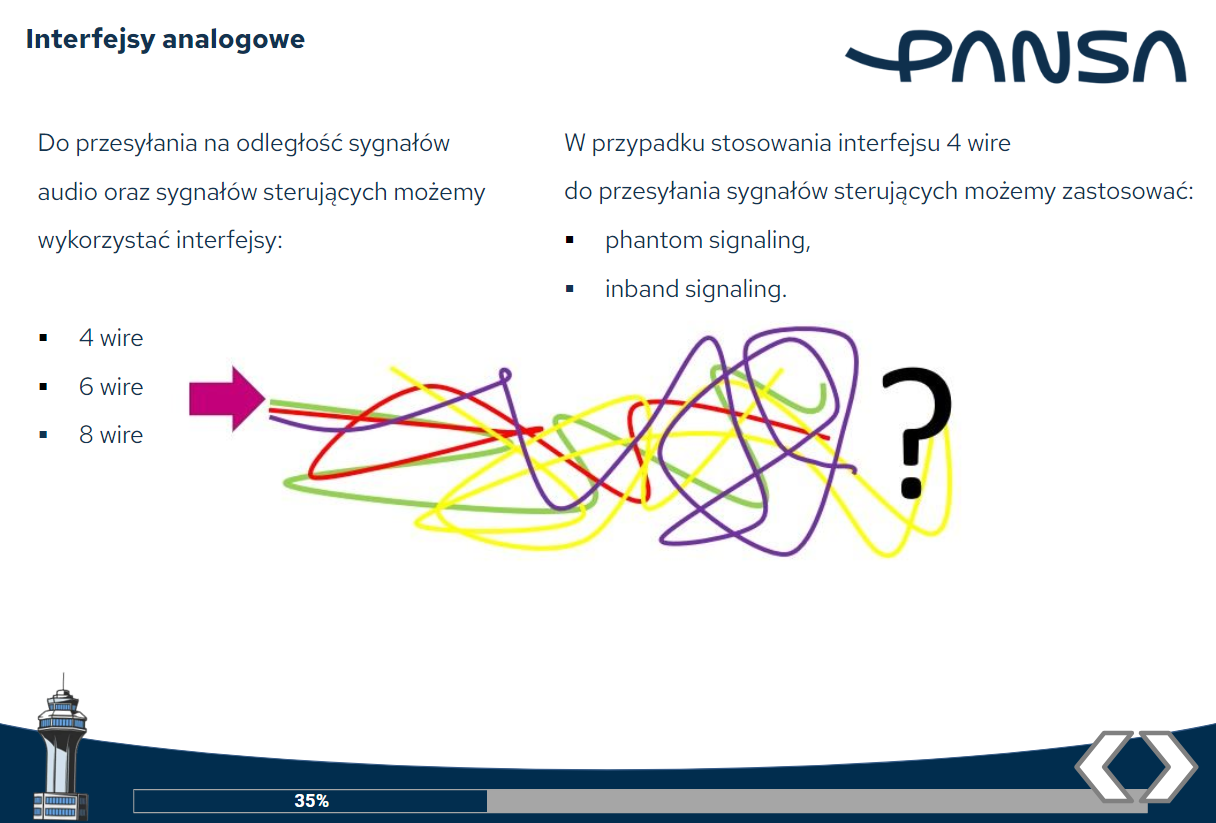 Interfejsy analogowe
PANSA
Do przesyłania na odległość sygnałów
audio oraz sygnałów sterujących możemy
wykorzystać interfejsy:
▪ 4 wire
▪ 6 wire
▪ 8 wire
W przypadku stosowania interfejsu 4 wire
do przesyłania sygnałów sterujących możemy zastosować:
▪ phantom signaling,
▪ inband signaling.
?
35%